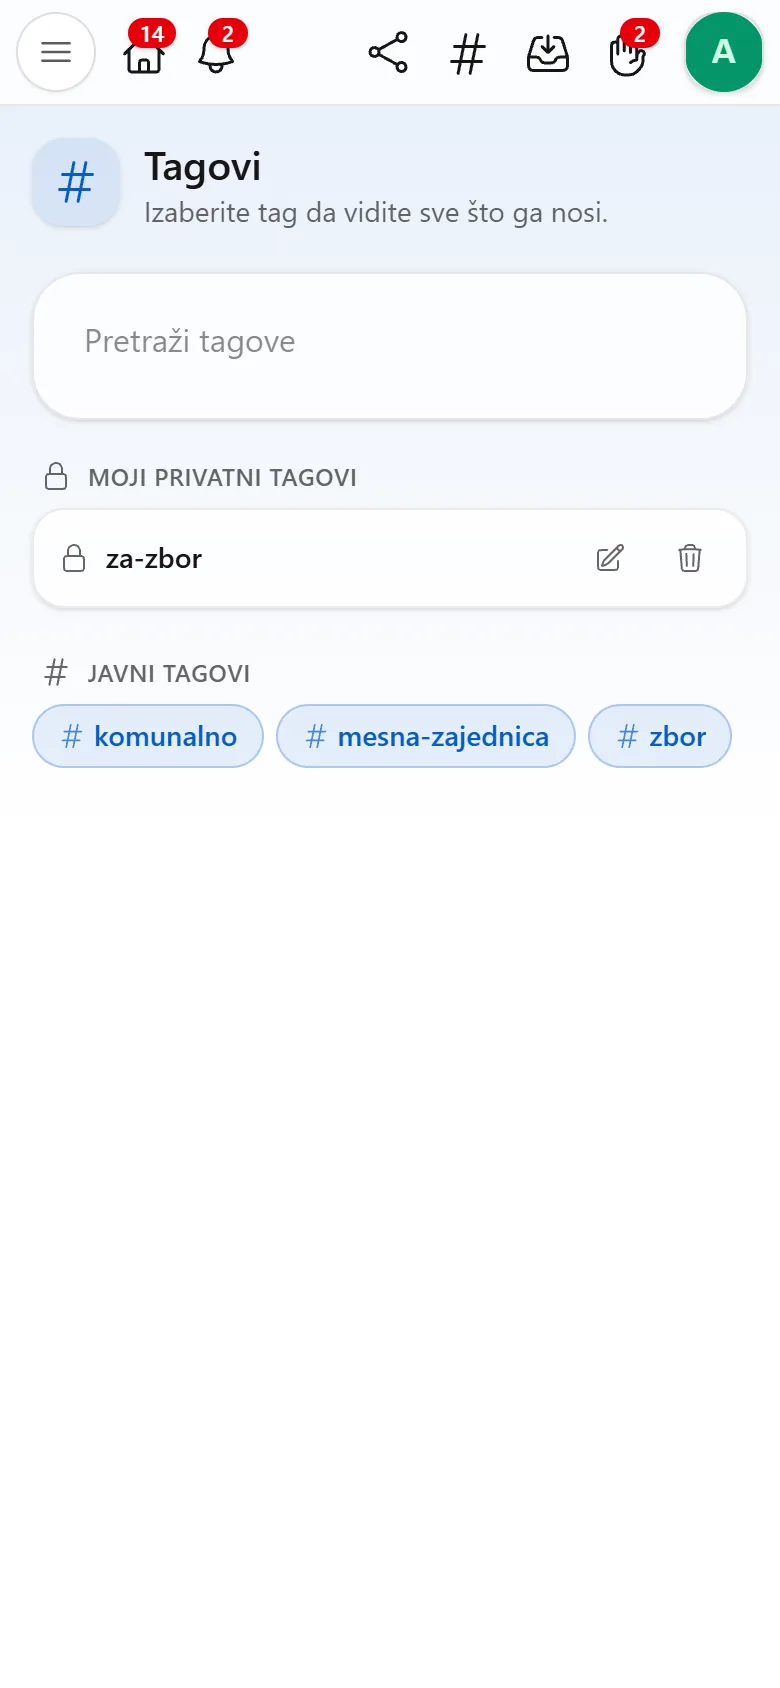 14
2
2
A
Tagovi
Izaberite tag da vidite sve što ga nosi.
Pretraži tagove
MOJI PRIVATNI TAGOVI
za-zbor
# JAVNI TAGOVI
# komunalno
# mesna-zajednica
# zbor